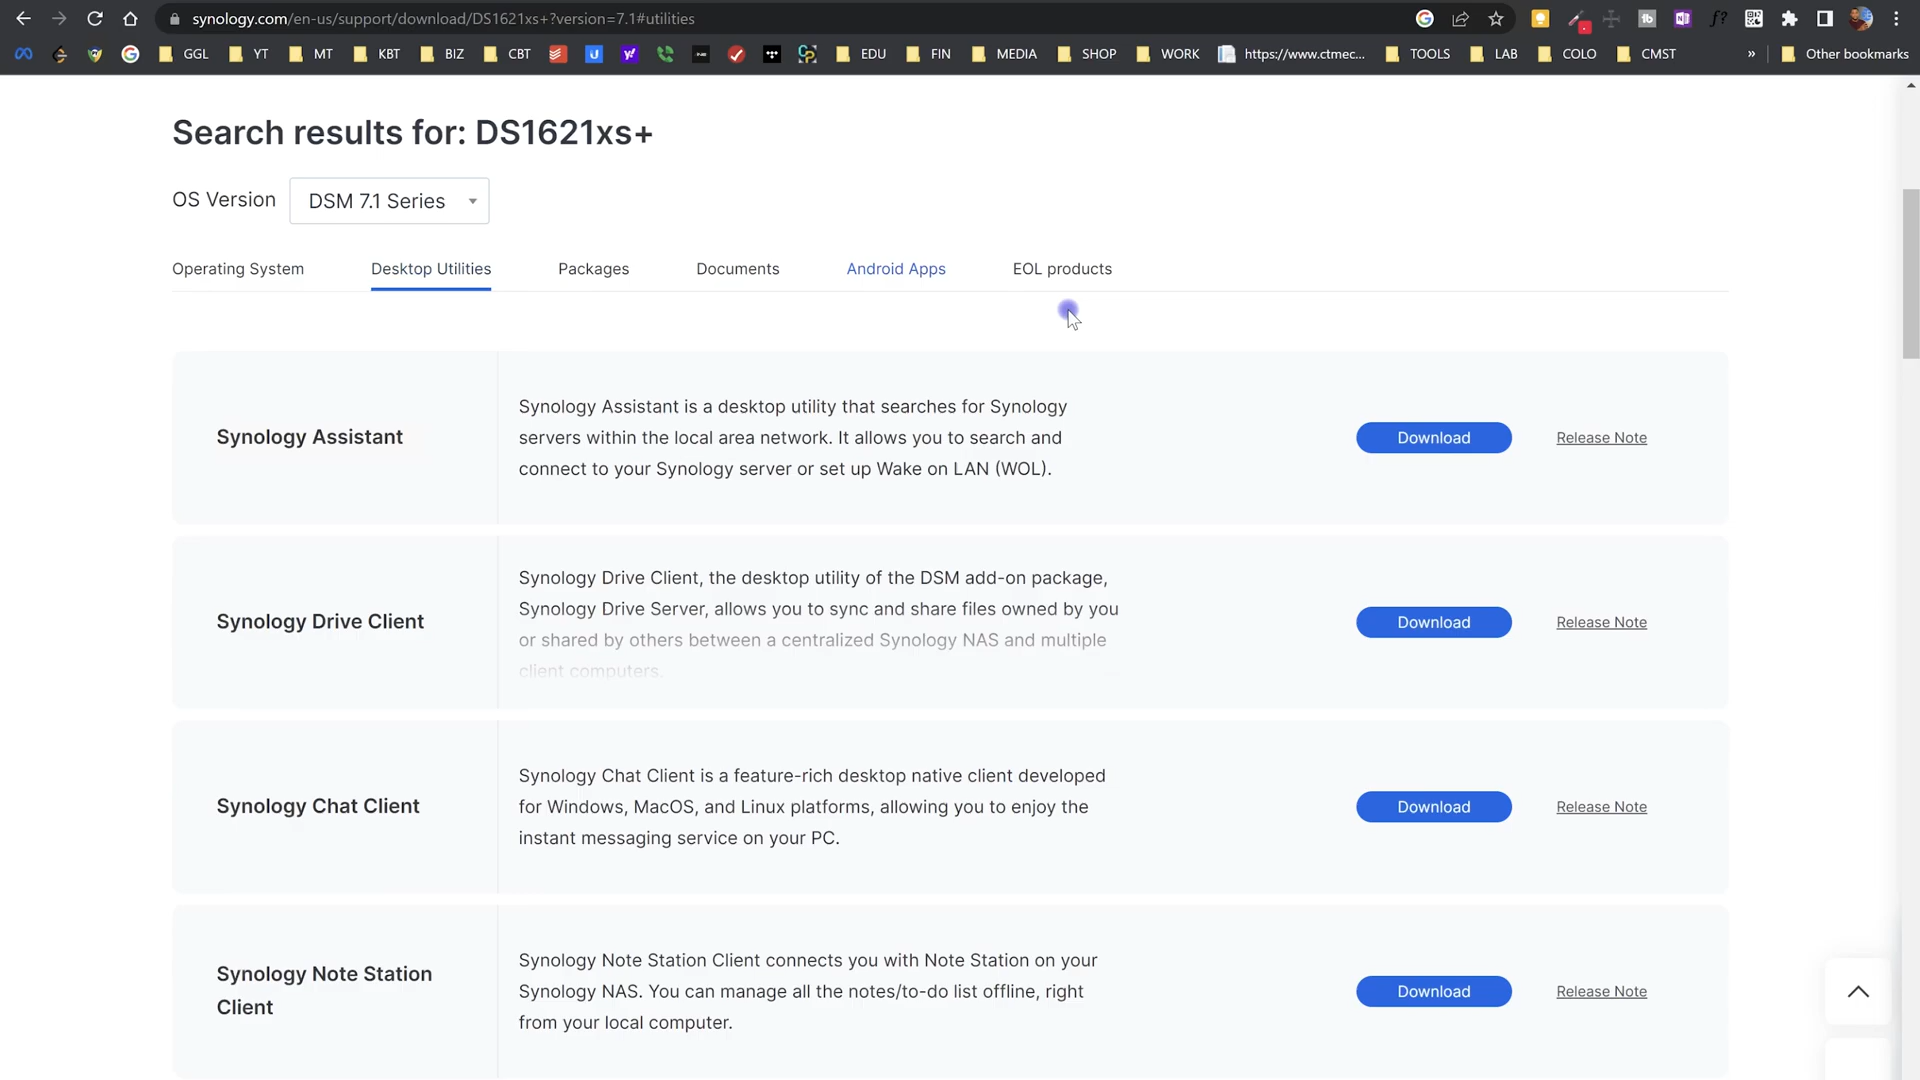 synology.com/en-us/support/download/DS1621xs+?version=7.1#utilities
GGL YT MT KBT BIZ CBT EDU FIN MEDIA SHOP WORK https://www.ctmec... TOOLS LAB COLO CMST » Other bookmarks
Search results for: DS1621xs+
OS Version DSM 7.1 Series
Operating System Desktop Utilities Packages Documents Android Apps EOL products
Synology Assistant
Synology Assistant is a desktop utility that searches for Synology
servers within the local area network. It allows you to search and
connect to your Synology server or set up Wake on LAN (WOL).
Download Release Note
Synology Drive Client
Synology Drive Client, the desktop utility of the DSM add-on package,
Synology Drive Server, allows you to sync and share files owned by you
or shared by others between a centralized Synology NAS and multiple
client computers.
Download Release Note
Synology Chat Client
Synology Chat Client is a feature-rich desktop native client developed
for Windows, MacOS, and Linux platforms, allowing you to enjoy the
instant messaging service on your PC.
Download Release Note
Synology Note Station
Client
Synology Note Station Client connects you with Note Station on your
Synology NAS. You can manage all the notes/to-do list offline, right
from your local computer.
Download Release Note